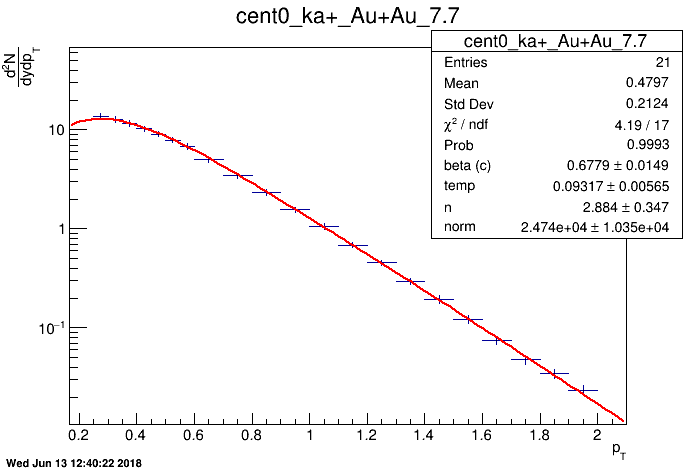 cent0_ka+_Au+Au_7.7
d²N
dydp_T
cent0_ka+_Au+Au_7.7
Entries 21
Mean 0.4797
Std Dev 0.2124
χ² / ndf 4.19 / 17
Prob 0.9993
beta (c) 0.6779 ± 0.0149
temp 0.09317 ± 0.00565
n 2.884 ± 0.347
norm 2.474e+04 ± 1.035e+04
10
1
10⁻¹
0.2 0.4 0.6 0.8 1 1.2 1.4 1.6 1.8 2
p_T
Wed Jun 13 12:40:22 2018